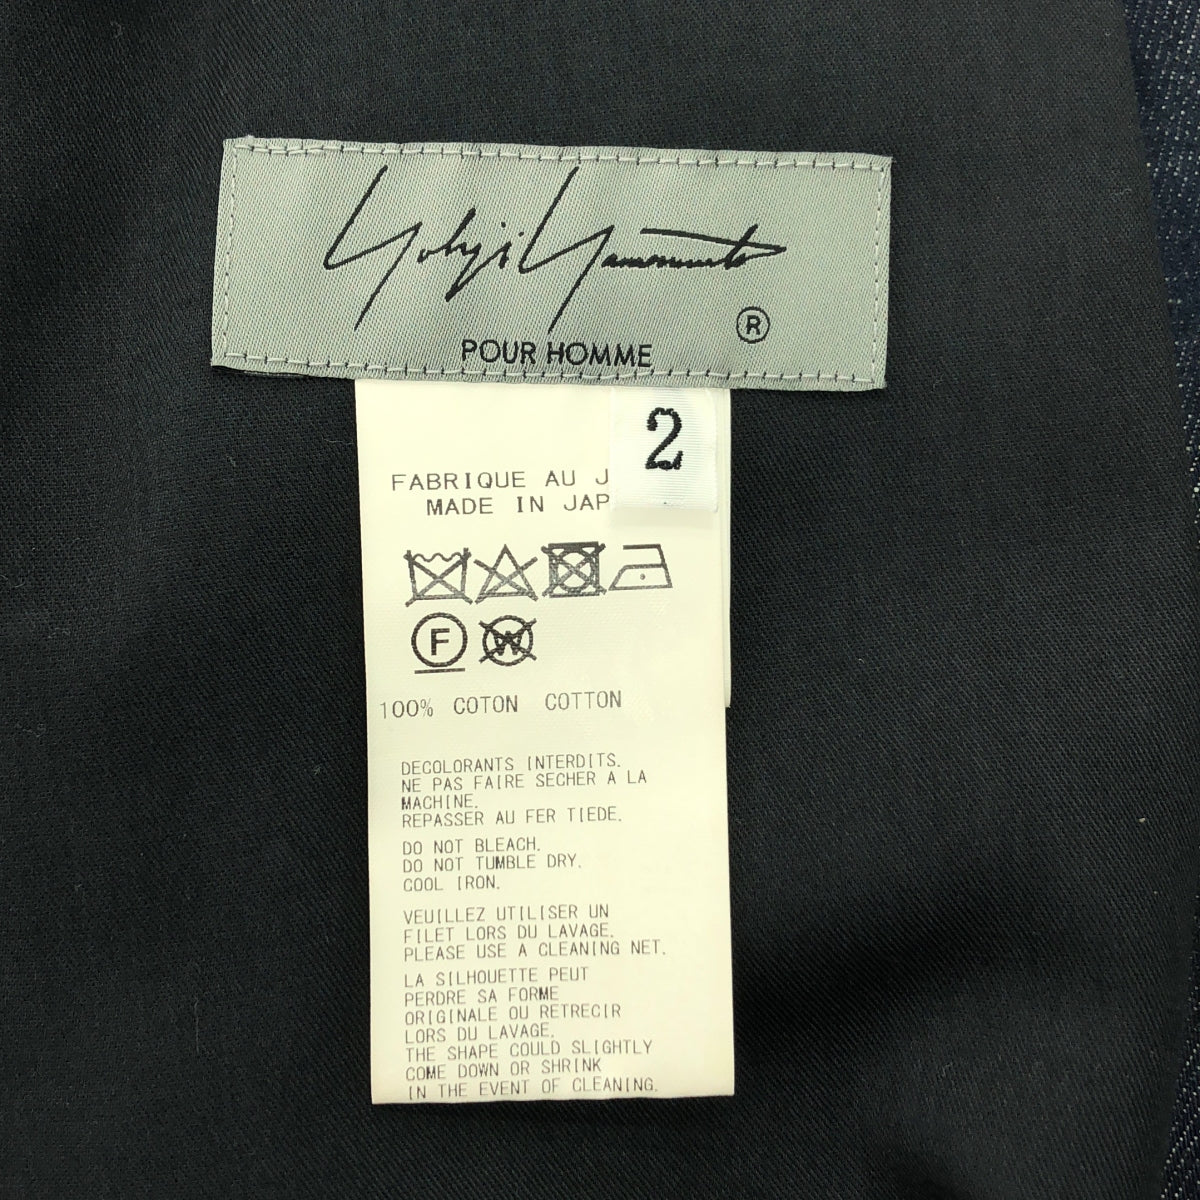 Yohji Yamamoto
®
POUR HOMME
2
FABRIQUE AU J
MADE IN JAP
F
W
100% COTON COTTON
DECOLORANTS INTERDITS.
NE PAS FAIRE SECHER A LA
MACHINE.
REPASSER AU FER TIEDE.
DO NOT BLEACH.
DO NOT TUMBLE DRY.
COOL IRON.
VEUILLEZ UTILISER UN
FILET LORS DU LAVAGE.
PLEASE USE A CLEANING NET.
LA SILHOUETTE PEUT
PERDRE SA FORME
ORIGINALE OU RETRECIR
LORS DU LAVAGE.
THE SHAPE COULD SLIGHTLY
COME DOWN OR SHRINK
IN THE EVENT OF CLEANING.